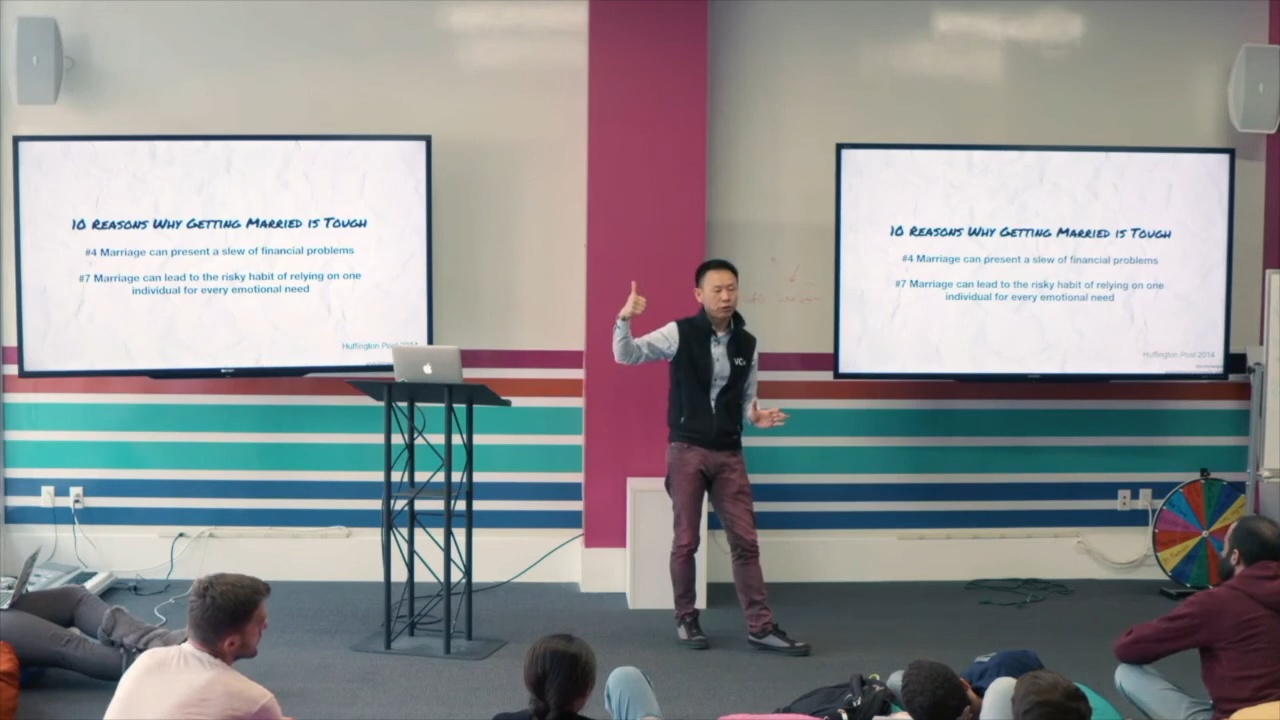 10 Reasons Why Getting Married is Tough
#4 Marriage can present a slew of financial problems
#7 Marriage can lead to the risky habit of relying on one
individual for every emotional need
Huffington Post 2014
10 Reasons Why Getting Married is Tough
#4 Marriage can present a slew of financial problems
#7 Marriage can lead to the risky habit of relying on one
individual for every emotional need
Huffington Post 2014